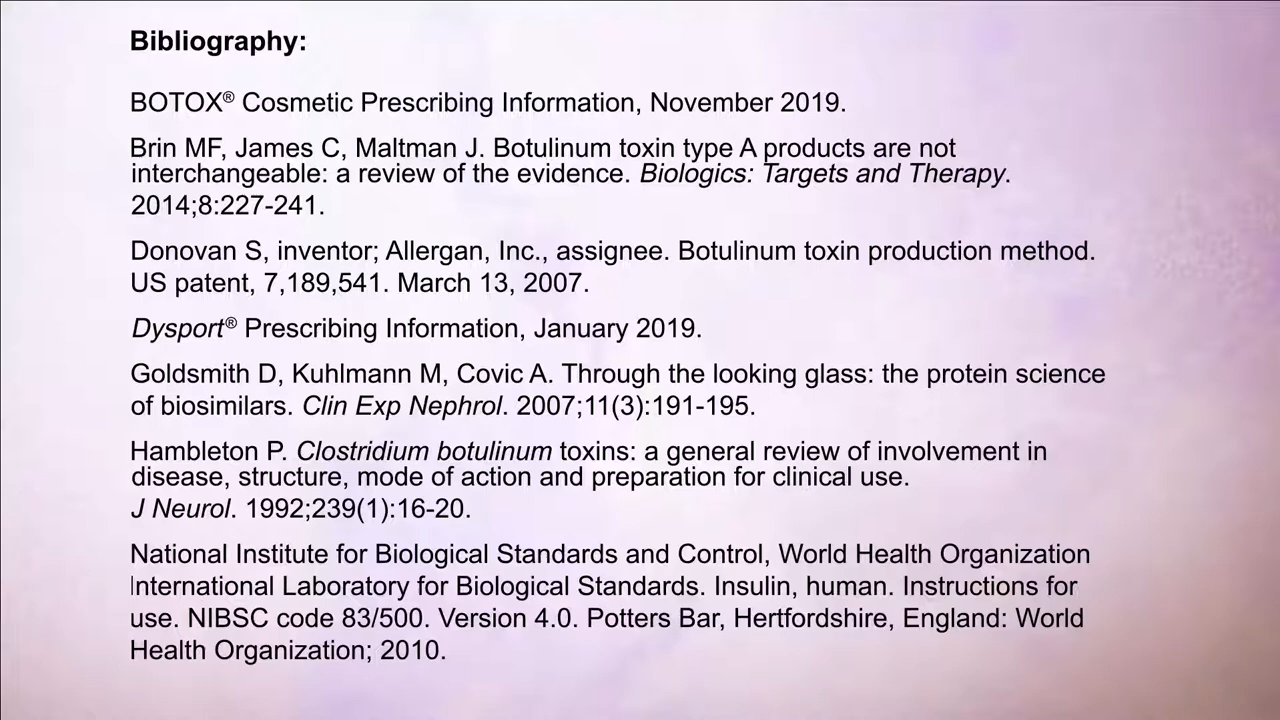 Bibliography:
BOTOX® Cosmetic Prescribing Information, November 2019.
Brin MF, James C, Maltman J. Botulinum toxin type A products are not
interchangeable: a review of the evidence. Biologics: Targets and Therapy.
2014;8:227-241.
Donovan S, inventor; Allergan, Inc., assignee. Botulinum toxin production method.
US patent, 7,189,541. March 13, 2007.
Dysport® Prescribing Information, January 2019.
Goldsmith D, Kuhlmann M, Covic A. Through the looking glass: the protein science
of biosimilars. Clin Exp Nephrol. 2007;11(3):191-195.
Hambleton P. Clostridium botulinum toxins: a general review of involvement in
disease, structure, mode of action and preparation for clinical use.
J Neurol. 1992;239(1):16-20.
National Institute for Biological Standards and Control, World Health Organization
International Laboratory for Biological Standards. Insulin, human. Instructions for
use. NIBSC code 83/500. Version 4.0. Potters Bar, Hertfordshire, England: World
Health Organization; 2010.